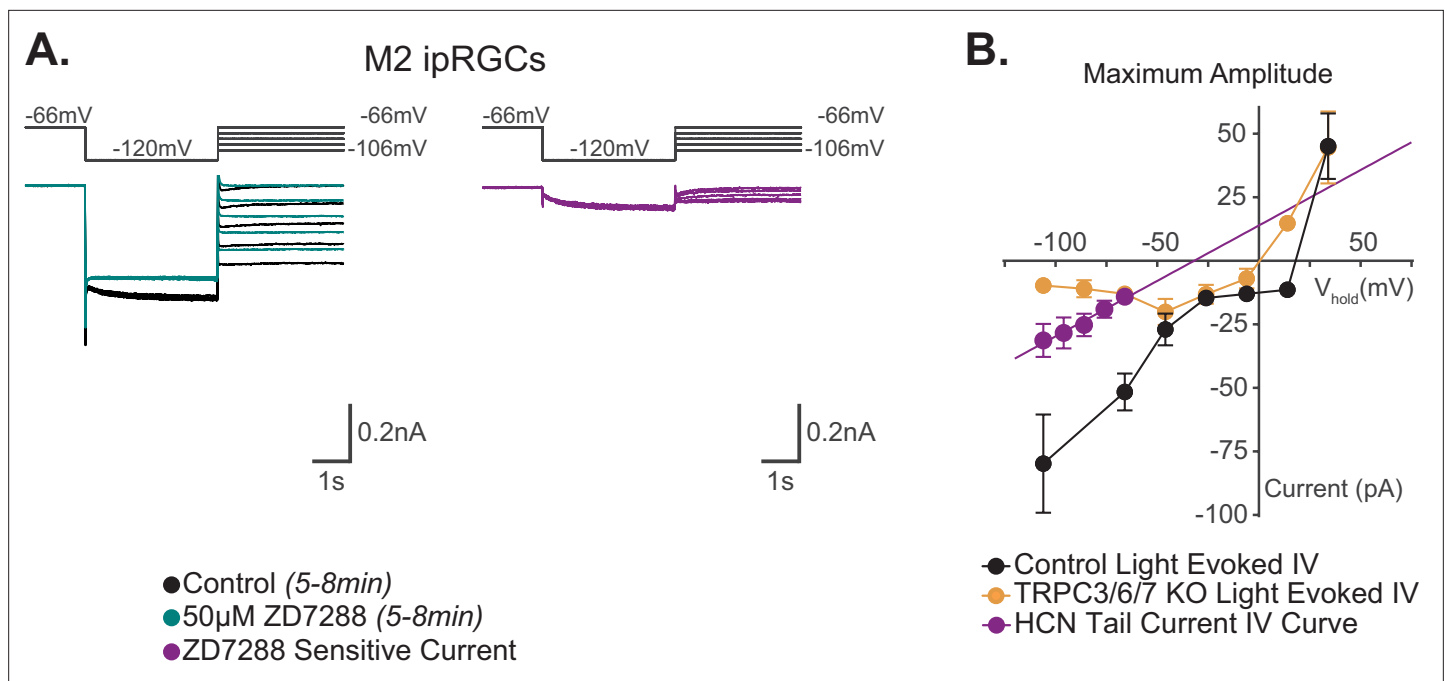 A.
M2 ipRGCs
-66mV
-66mV
-120mV
-106mV
-66mV
-66mV
-120mV
-106mV
0.2nA
1s
0.2nA
1s
Control (5-8min)
50µM ZD7288 (5-8min)
ZD7288 Sensitive Current
B.
Maximum Amplitude
50
25
-100
-50
50
Vhold(mV)
-25
-50
-75
Current (pA)
-100
Control Light Evoked IV
TRPC3/6/7 KO Light Evoked IV
HCN Tail Current IV Curve